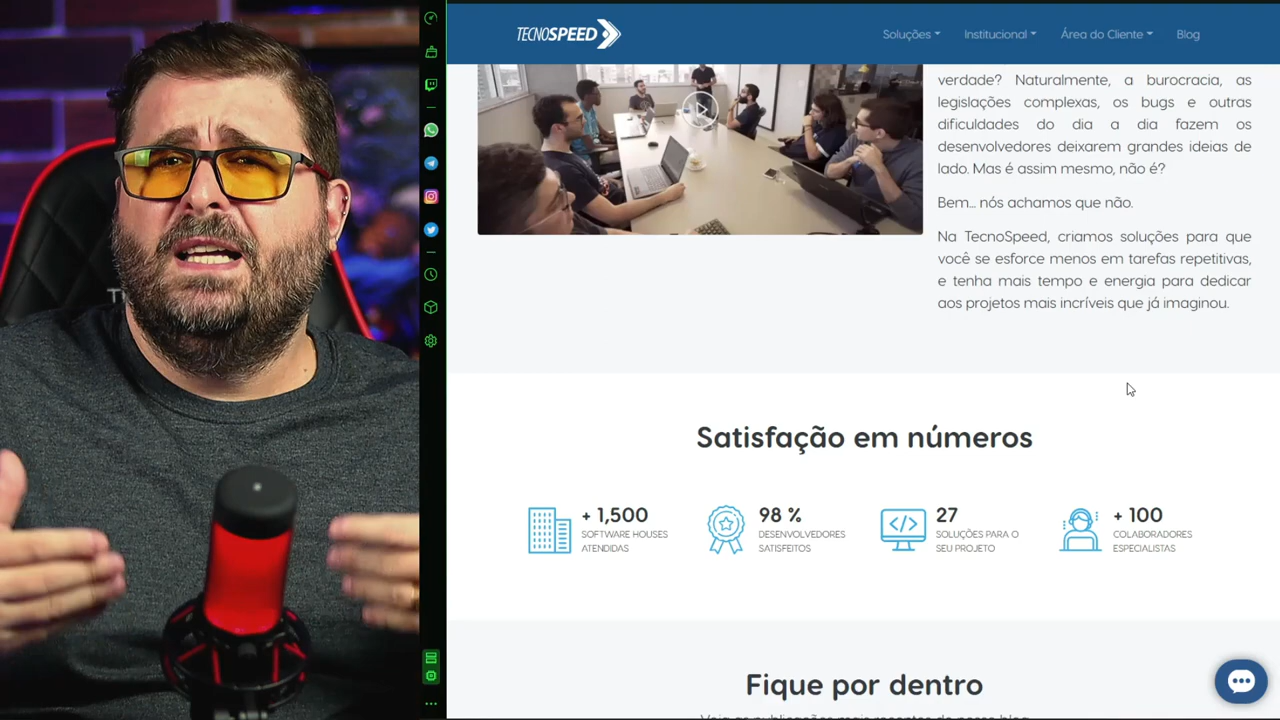 TECNOSPEED
Soluções
Institucional
Área do Cliente
Blog
verdade? Naturalmente, a burocracia, as
legislações complexas, os bugs e outras
dificuldades do dia a dia fazem os
desenvolvedores deixarem grandes ideias de
lado. Mas é assim mesmo, não é?
Bem... nós achamos que não.
Na TecnoSpeed, criamos soluções para que
você se esforce menos em tarefas repetitivas,
e tenha mais tempo e energia para dedicar
aos projetos mais incríveis que já imaginou.
Satisfação em números
+ 1,500
SOFTWARE HOUSES
ATENDIDAS
98 %
DESENVOLVEDORES
SATISFEITOS
27
SOLUÇÕES PARA O
SEU PROJETO
+ 100
COLABORADORES
ESPECIALISTAS
Fique por dentro